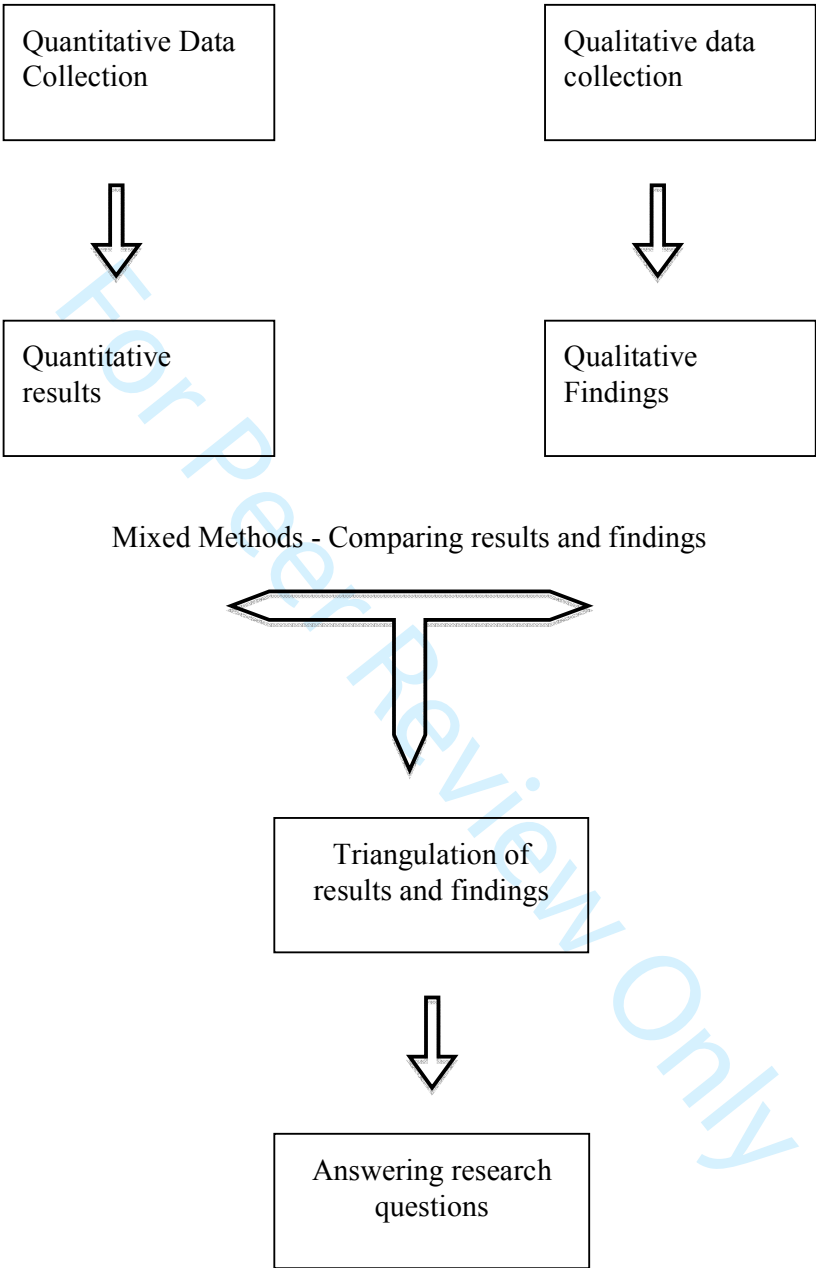 Quantitative Data
Collection
Qualitative data
collection
Quantitative
results
Qualitative
Findings
Mixed Methods - Comparing results and findings
Triangulation of
results and findings
Answering research
questions
For Peer Review Only